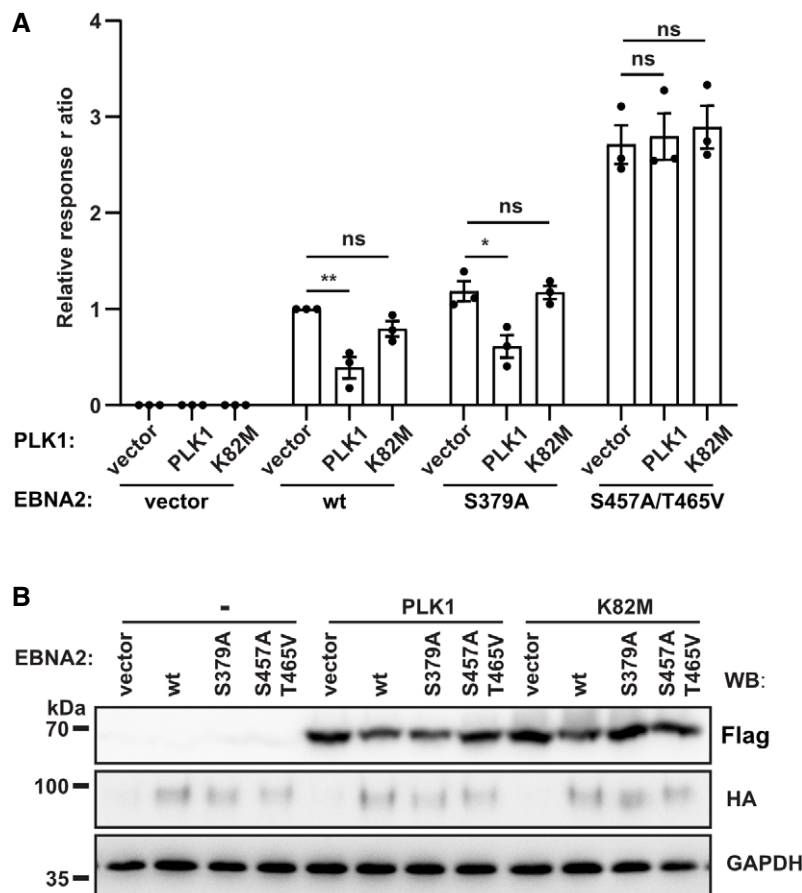 A
4
3
2
1
0
Relative response r atio
ns
ns
ns
**
ns
*
PLK1:
vector PLK1 K82M vector PLK1 K82M vector PLK1 K82M vector PLK1 K82M
EBNA2: vector wt S379A S457A/T465V
B
- PLK1 K82M
EBNA2: vector wt S379A S457A T465V vector wt S379A S457A T465V vector wt S379A S457A T465V WB:
kDa
70 Flag
100 HA
35 GAPDH